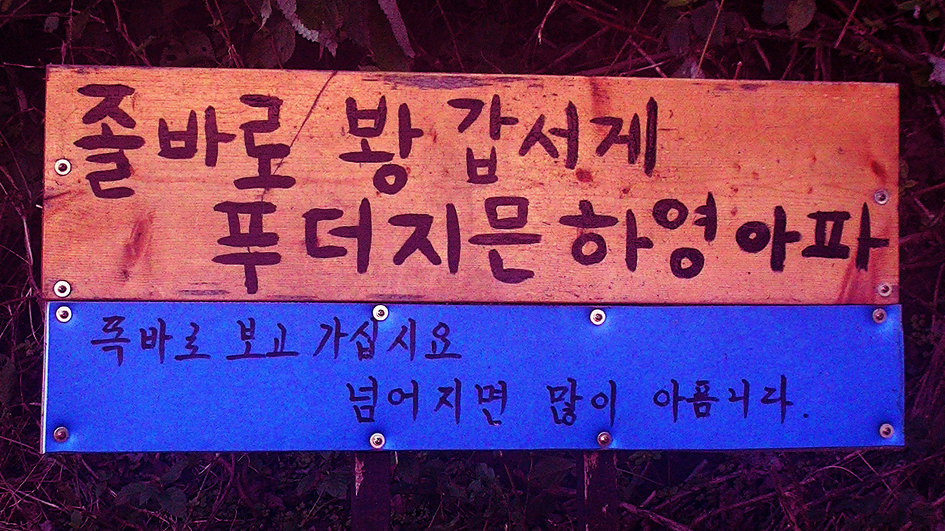 졸바로 봥 갑서게
푸더지믄 하영 아파
똑바로 보고 가십시요
넘어지면 많이 아픔니다.